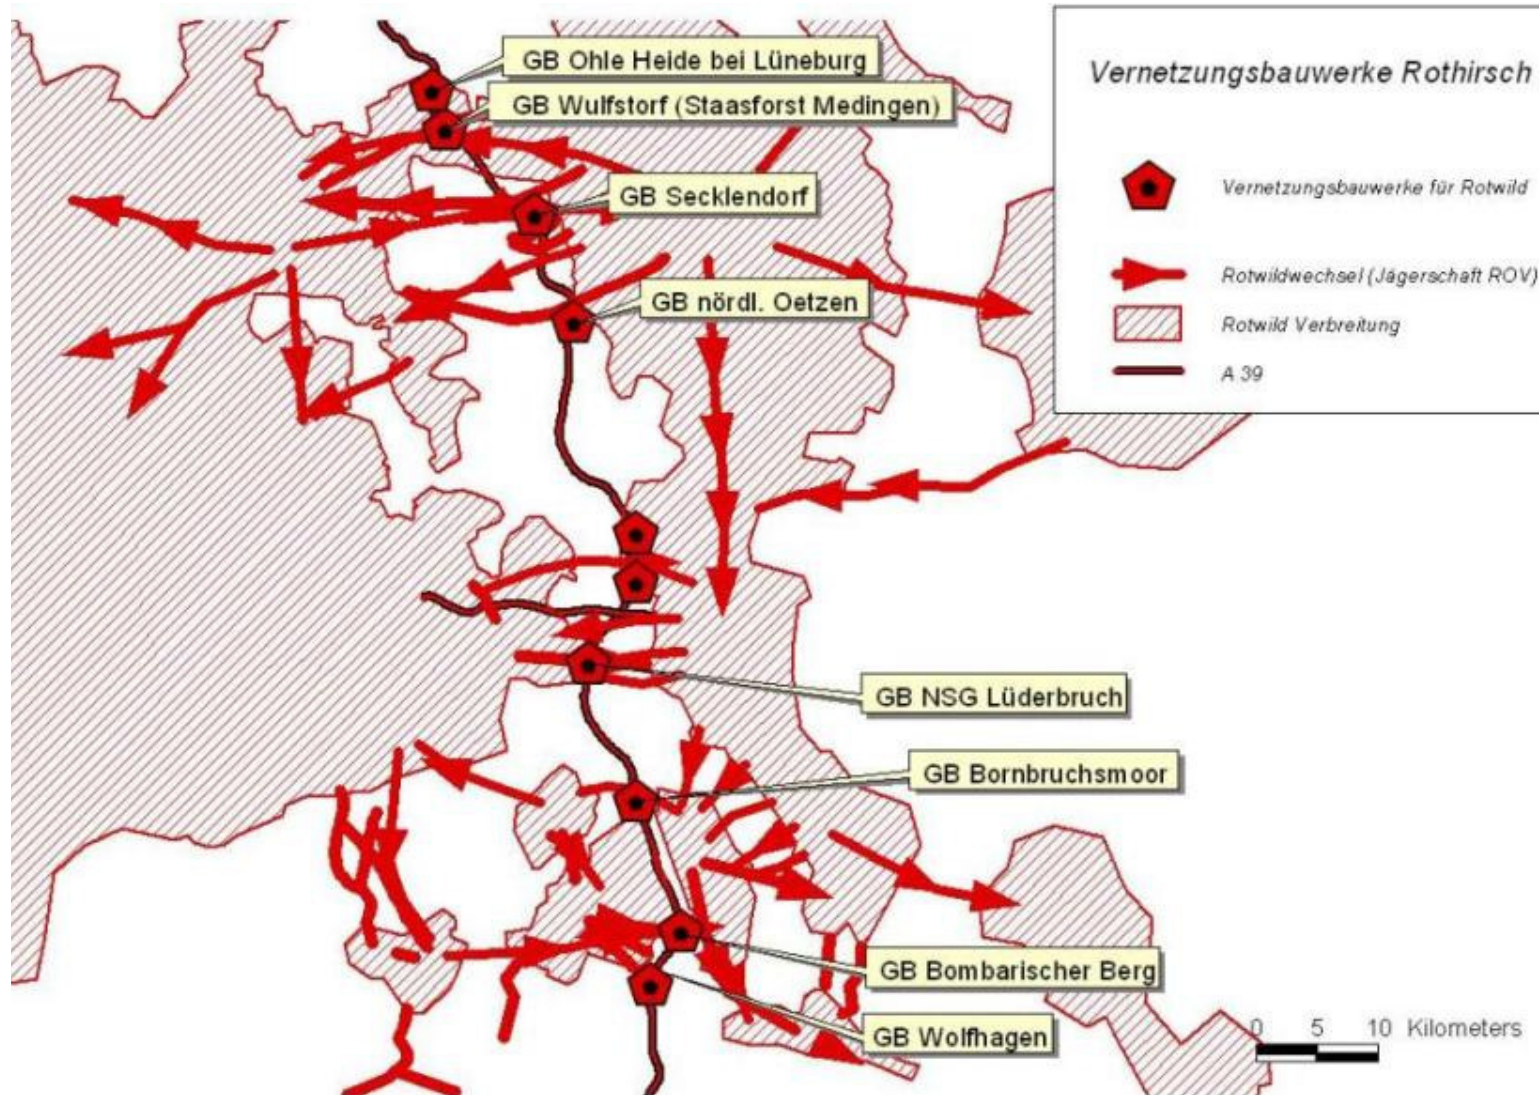 GB Ohle Heide bei Lüneburg
GB Wulfstorf (Staasforst Medingen)
GB Secklendorf
GB nördl. Oetzen
GB NSG Lüderbruch
GB Bornbruchsmoor
GB Bombarischer Berg
GB Wolfhagen
Vernetzungsbauwerke Rothirsch
Vernetzungsbauwerke für Rotwild
Rotwildwechsel (Jägerschaft ROV)
Rotwild Verbreitung
A 39
0 5 10 Kilometers